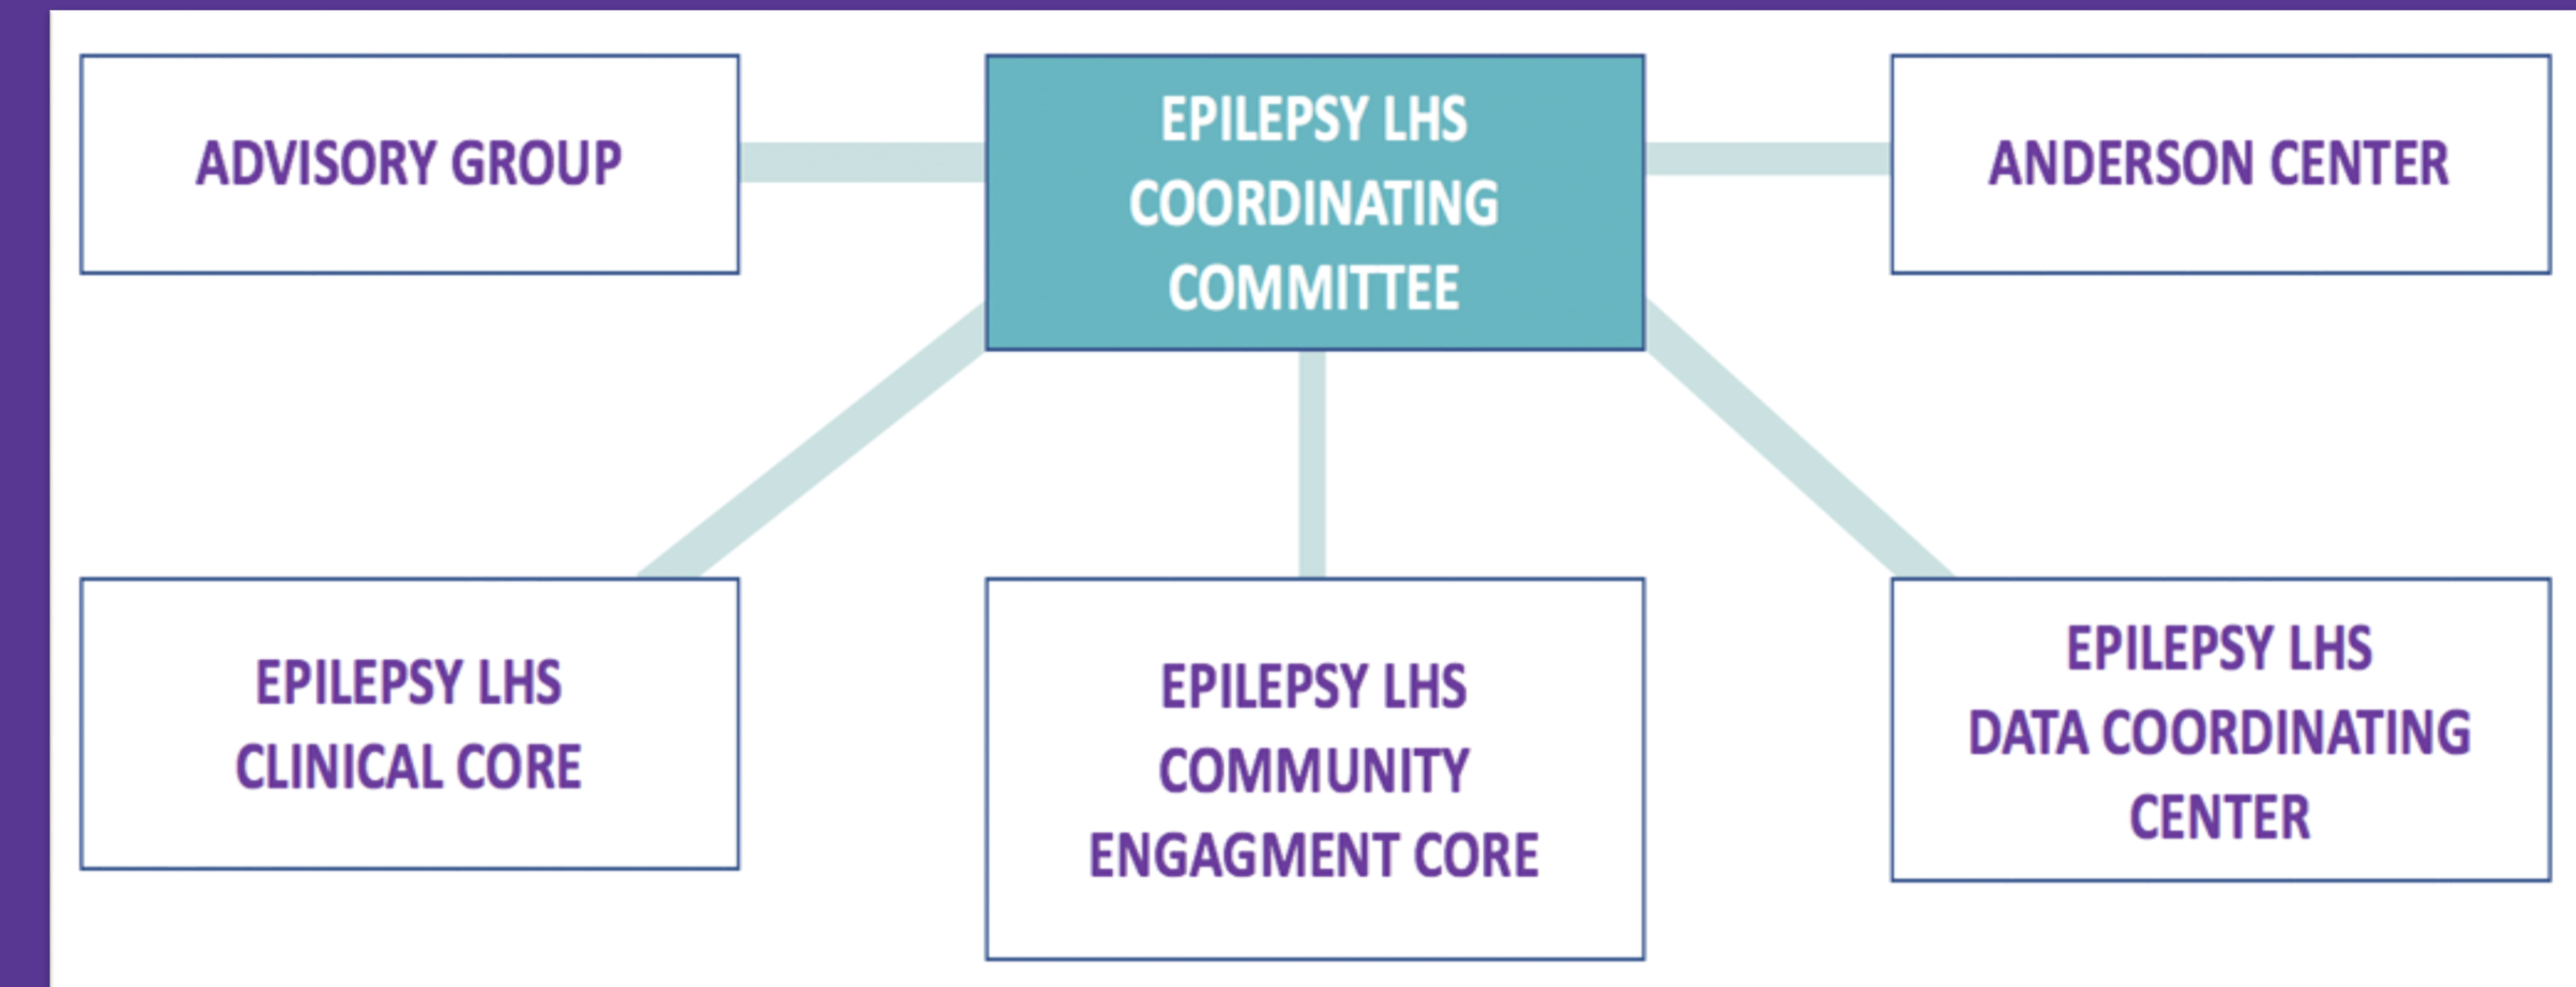 ADVISORY GROUP
EPILEPSY LHS
COORDINATING
COMMITTEE
ANDERSON CENTER
EPILEPSY LHS
CLINICAL CORE
EPILEPSY LHS
COMMUNITY
ENGAGMENT CORE
EPILEPSY LHS
DATA COORDINATING
CENTER